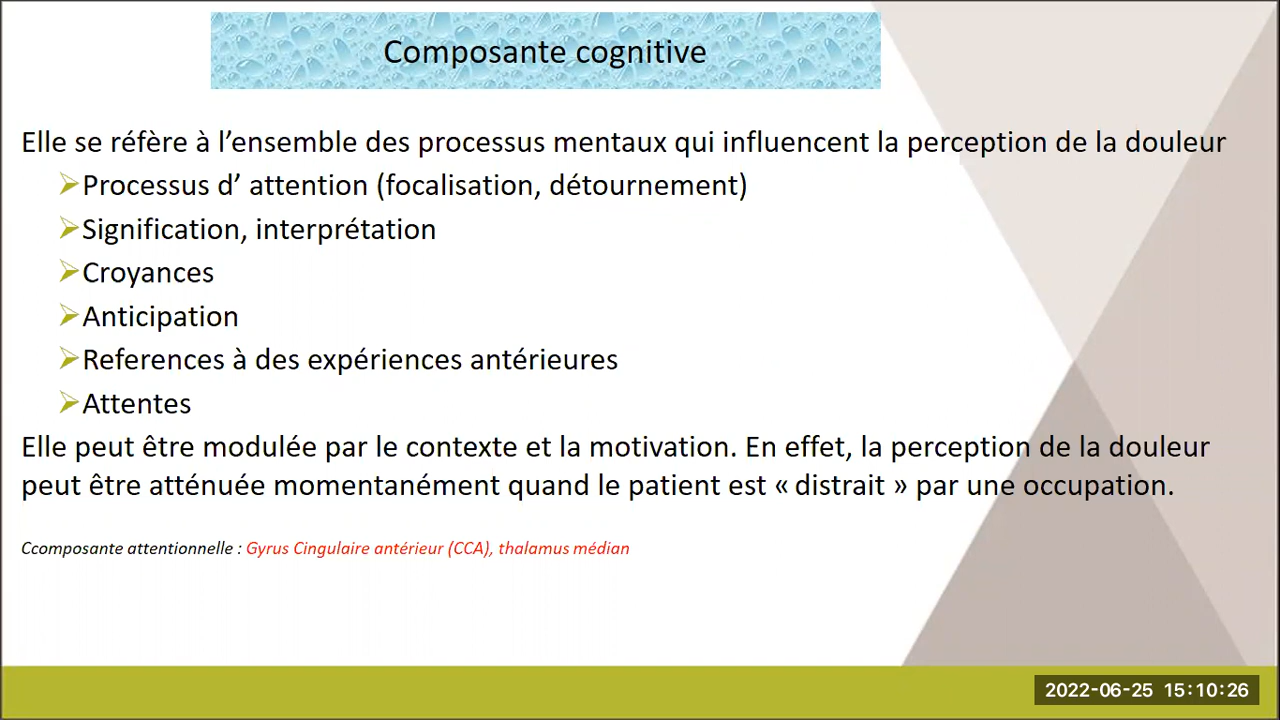 Composante cognitive
Elle se réfère à l’ensemble des processus mentaux qui influencent la perception de la douleur
Processus d’ attention (focalisation, détournement)
Signification, interprétation
Croyances
Anticipation
References à des expériences antérieures
Attentes
Elle peut être modulée par le contexte et la motivation. En effet, la perception de la douleur
peut être atténuée momentanément quand le patient est « distrait » par une occupation.
Ccomposante attentionnelle : Gyrus Cingulaire antérieur (CCA), thalamus médian
2022-06-25 15:10:26